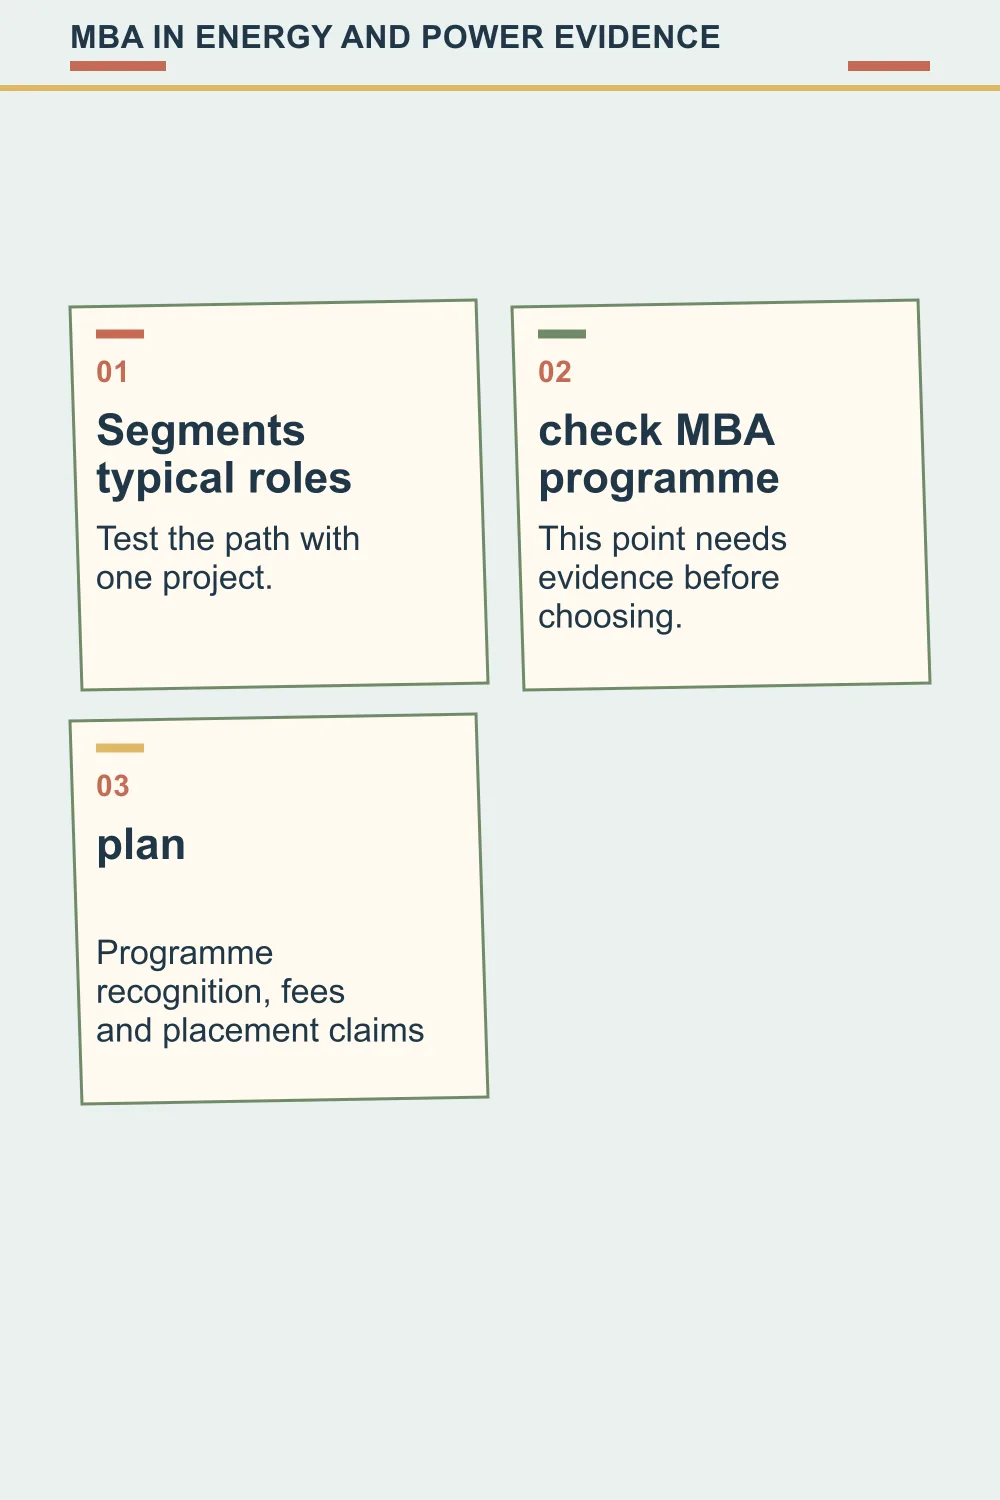 MBA IN ENERGY AND POWER EVIDENCE
01
Segments
typical roles
Test the path with
one project.
02
check MBA
programme
This point needs
evidence before
choosing.
03
plan
Programme
recognition, fees
and placement claims